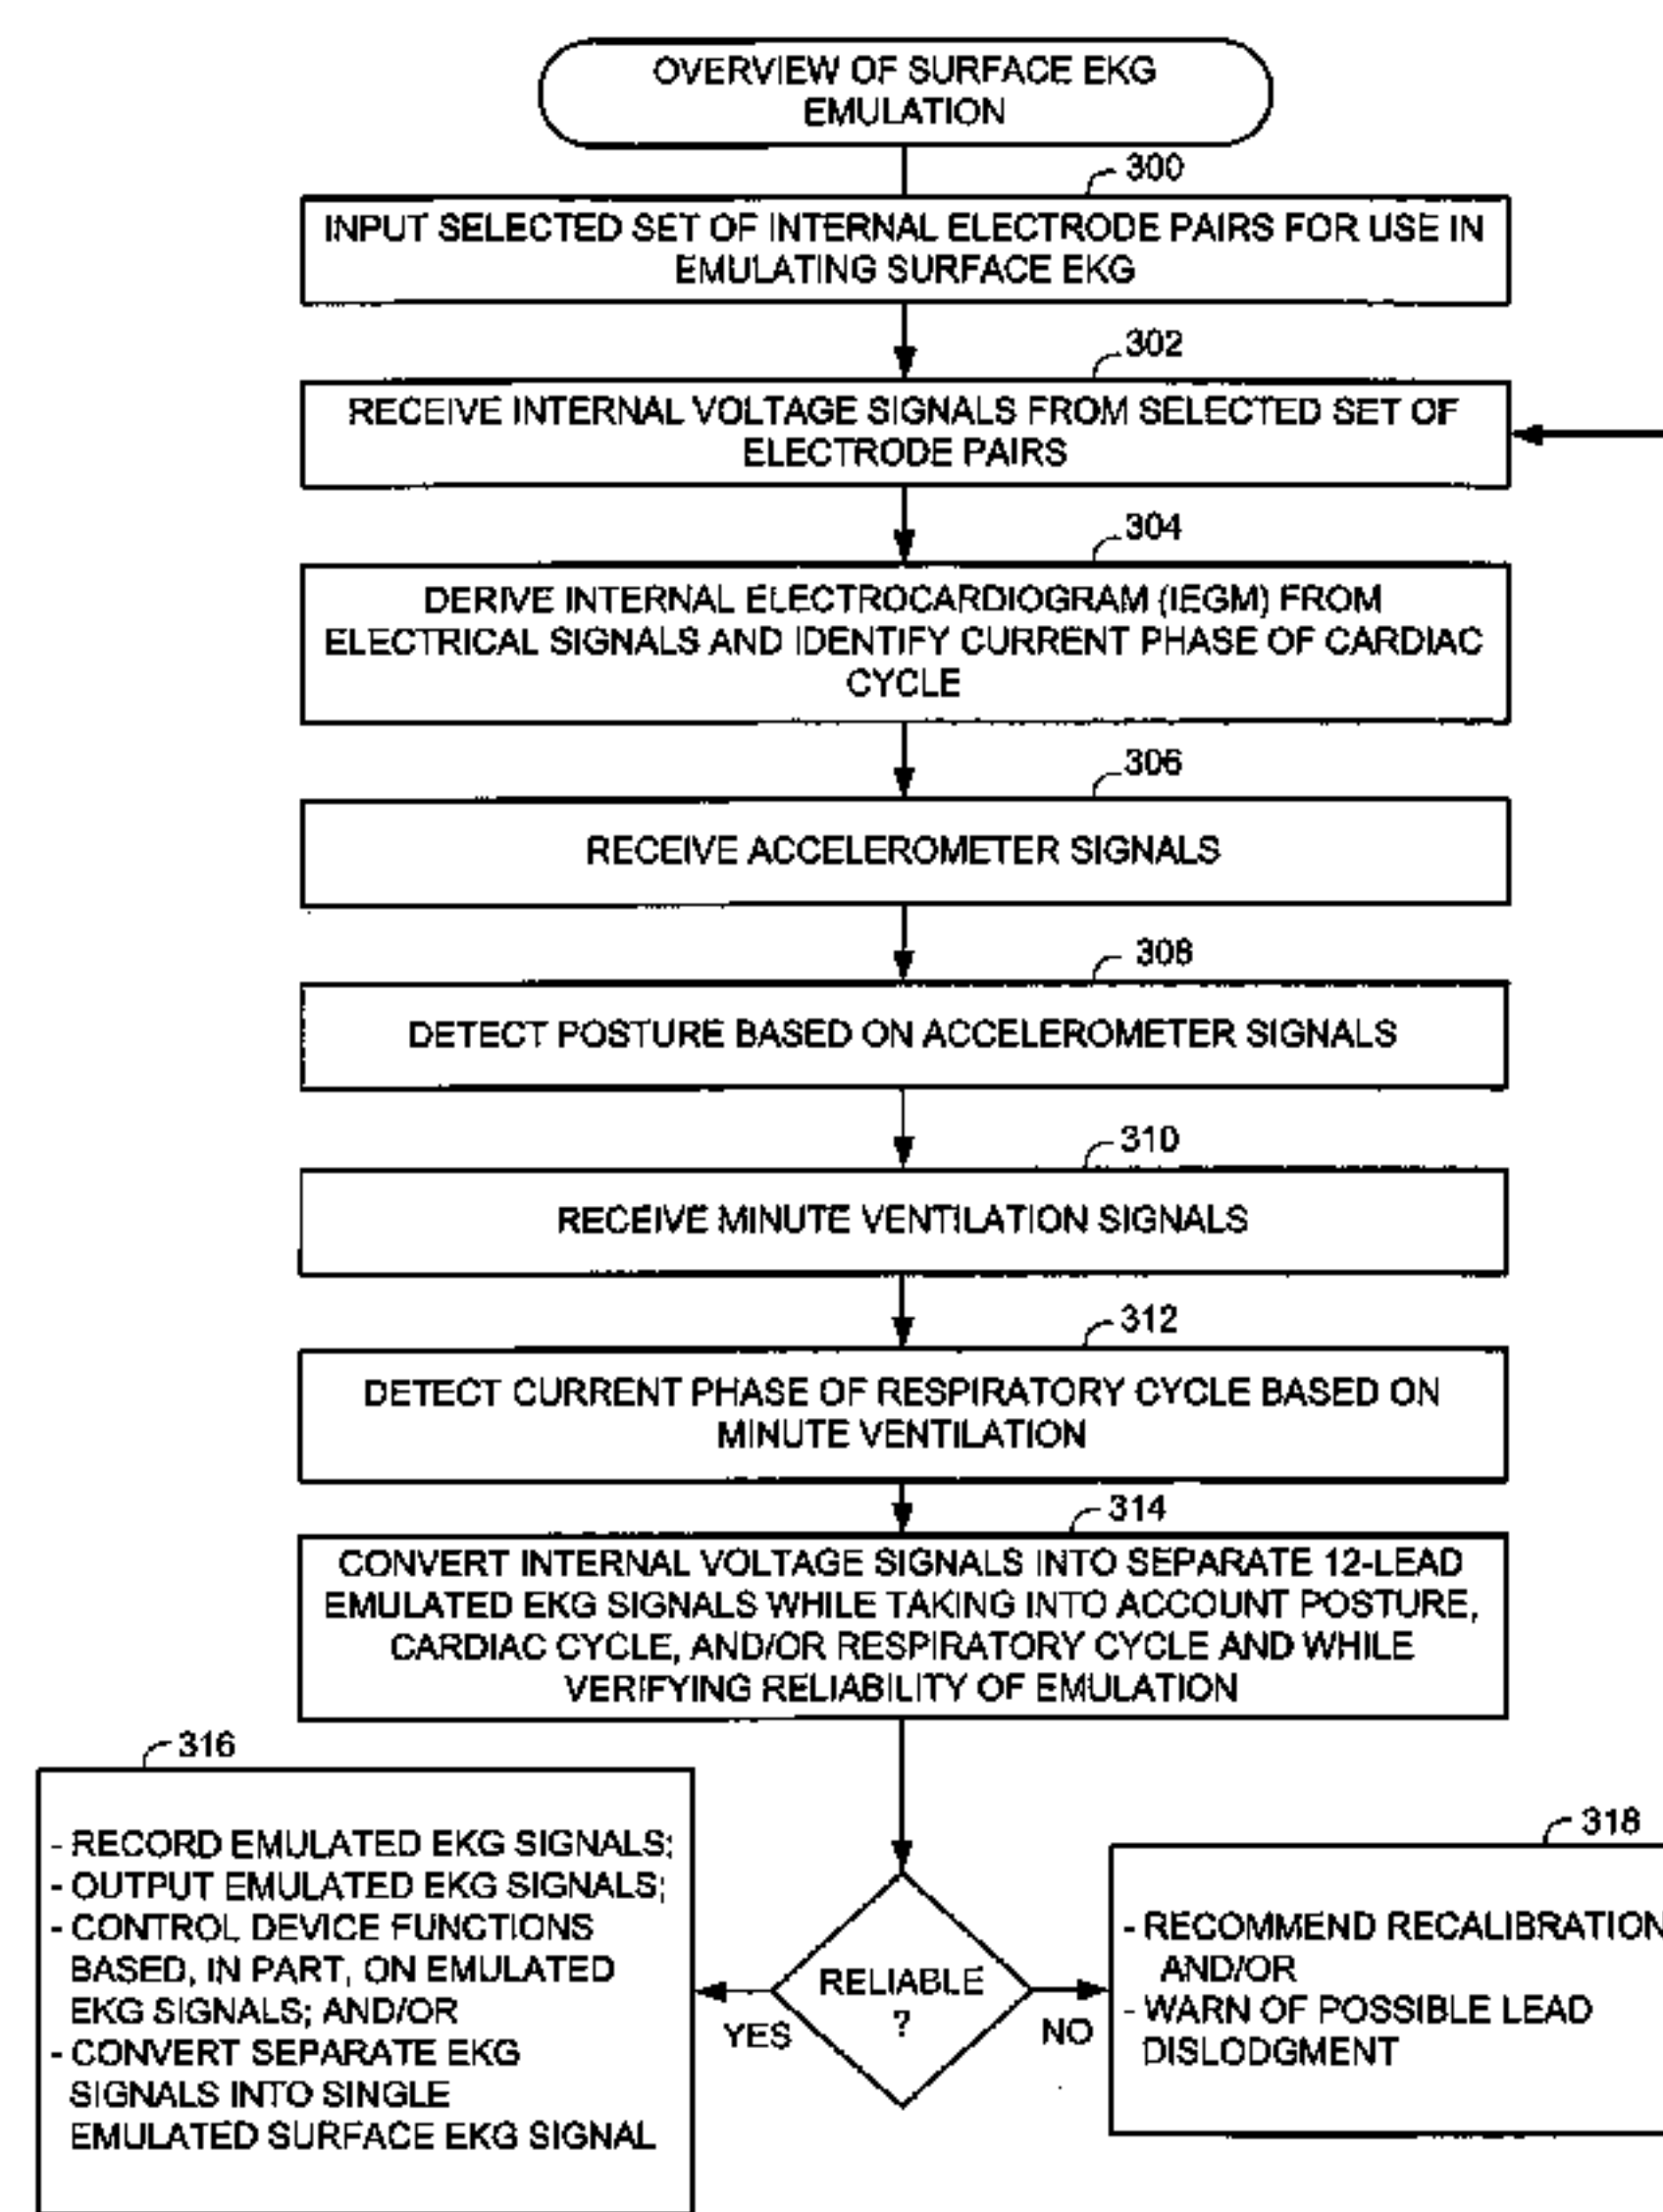 OVERVIEW OF SURFACE EKG
EMULATION
300
INPUT SELECTED SET OF INTERNAL ELECTRODE PAIRS FOR USE IN
EMULATING SURFACE EKG
302
RECEIVE INTERNAL VOLTAGE SIGNALS FROM SELECTED SET OF
ELECTRODE PAIRS
304
DERIVE INTERNAL ELECTROCARDIOGRAM (IEGM) FROM
ELECTRICAL SIGNALS AND IDENTIFY CURRENT PHASE OF CARDIAC
CYCLE
306
RECEIVE ACCELEROMETER SIGNALS
308
DETECT POSTURE BASED ON ACCELEROMETER SIGNALS
310
RECEIVE MINUTE VENTILATION SIGNALS
312
DETECT CURRENT PHASE OF RESPIRATORY CYCLE BASED ON
MINUTE VENTILATION
314
CONVERT INTERNAL VOLTAGE SIGNALS INTO SEPARATE 12-LEAD
EMULATED EKG SIGNALS WHILE TAKING INTO ACCOUNT POSTURE,
CARDIAC CYCLE, AND/OR RESPIRATORY CYCLE AND WHILE
VERIFYING RELIABILITY OF EMULATION
316
- RECORD EMULATED EKG SIGNALS;
- OUTPUT EMULATED EKG SIGNALS;
- CONTROL DEVICE FUNCTIONS
BASED, IN PART, ON EMULATED
EKG SIGNALS; AND/OR
- CONVERT SEPARATE EKG
SIGNALS INTO SINGLE
EMULATED SURFACE EKG SIGNAL
RELIABLE
?
YES
NO
318
- RECOMMEND RECALIBRATION
AND/OR
- WARN OF POSSIBLE LEAD
DISLODGMENT